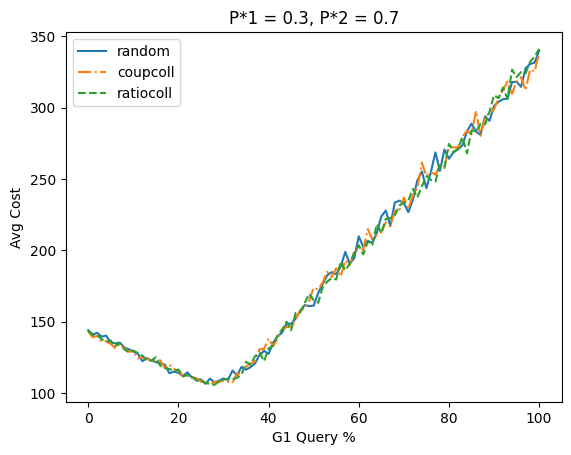 P*1 = 0.3, P*2 = 0.7
random
coupcoll
ratiocoll
Avg Cost
350
300
250
200
150
100
0 20 40 60 80 100
G1 Query %